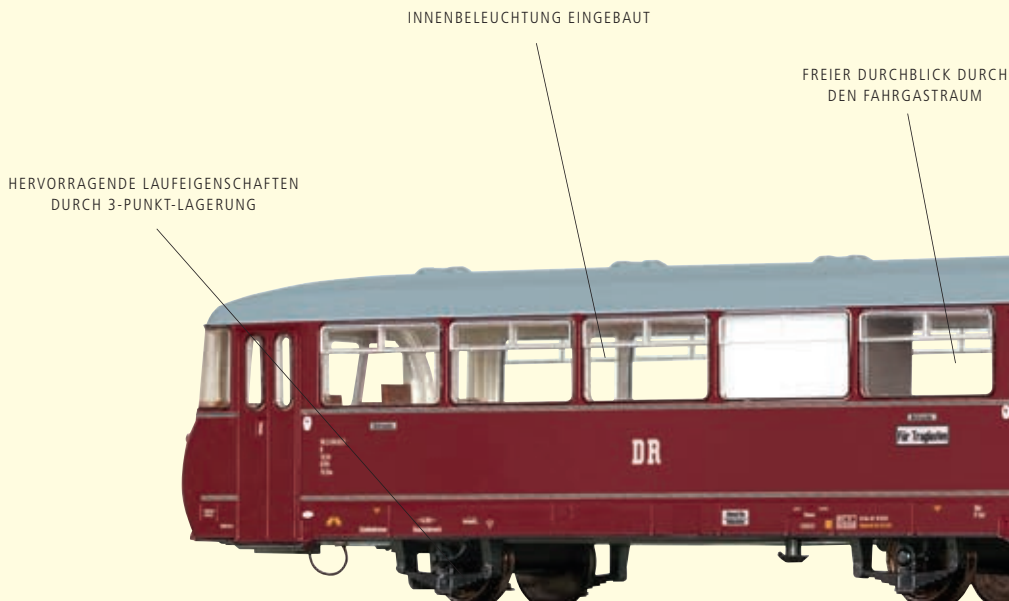 INNENBELEUCHTUNG EINGEBAUT
FREIER DURCHBLICK DURCH
DEN FAHRGASTRAUM
HERVORRAGENDE LAUFEIGENSCHAFTEN
DURCH 3-PUNKT-LAGERUNG
DR
Für Traglasten